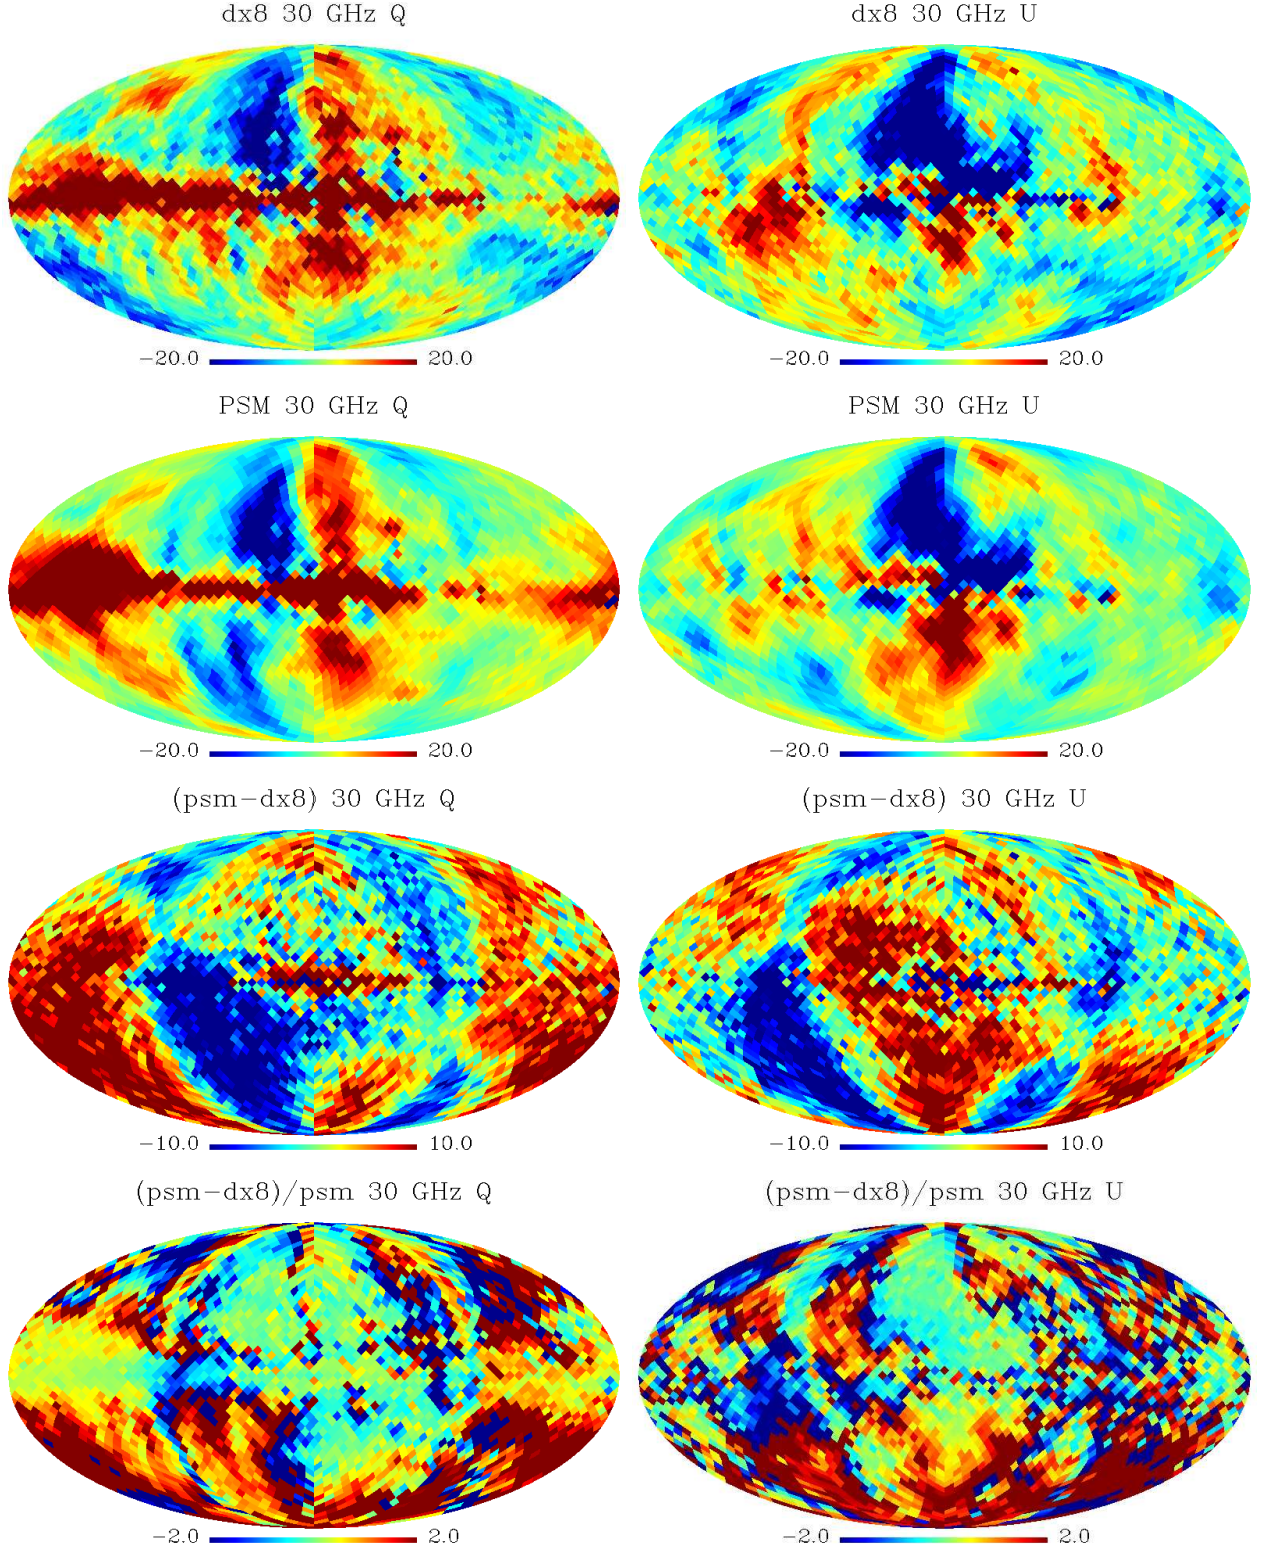 dx8 30 GHz Q
dx8 30 GHz U
−20.0 20.0
−20.0 20.0
PSM 30 GHz Q
PSM 30 GHz U
−20.0 20.0
−20.0 20.0
(psm−dx8) 30 GHz Q
(psm−dx8) 30 GHz U
−10.0 10.0
−10.0 10.0
(psm−dx8)/psm 30 GHz Q
(psm−dx8)/psm 30 GHz U
−2.0 2.0
−2.0 2.0